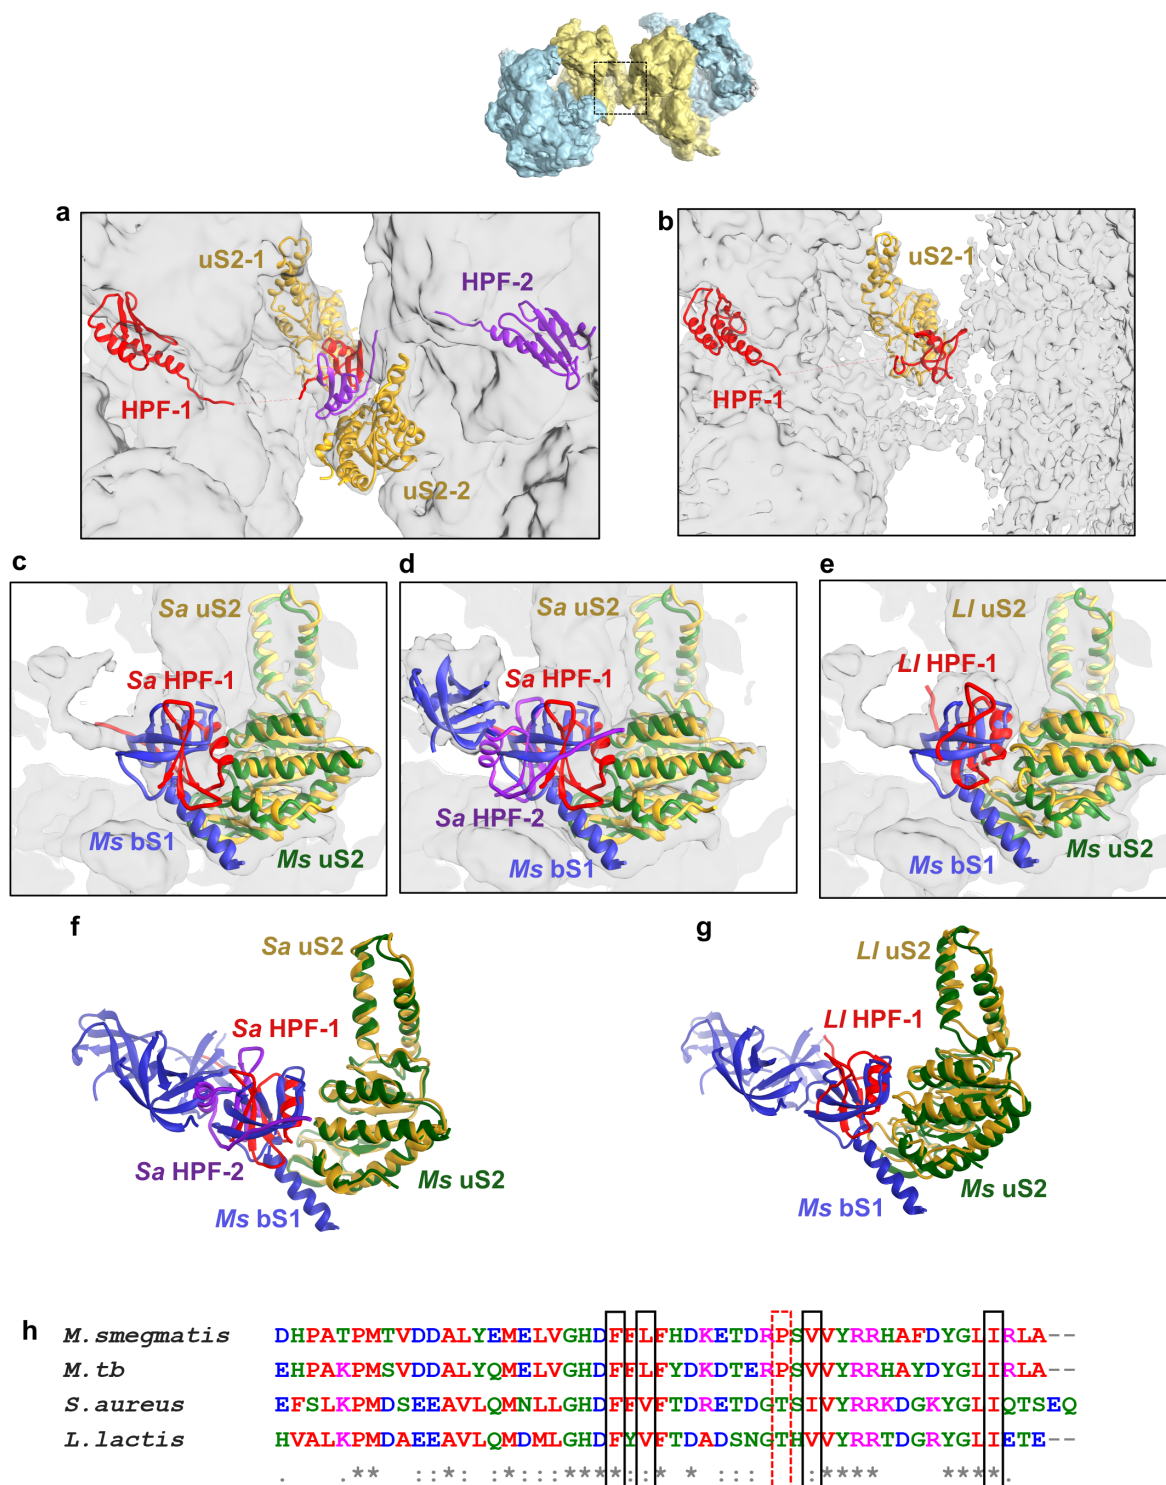 a
b
uS2-1
HPF-2
HPF-1
uS2-2
uS2-1
HPF-1
c
d
e
Sa uS2
Sa HPF-1
Ms bS1
Ms uS2
Sa uS2
Sa HPF-1
Sa HPF-2
Ms bS1
Ll uS2
Ll HPF-1
Ms bS1
Ms uS2
f
g
Sa uS2
Sa HPF-1
Sa HPF-2
Ms uS2
Ms bS1
Ll uS2
Ll HPF-1
Ms uS2
Ms bS1
h
M.smegmatis DHPATPMTVDDALYEMELVGHDFFLFHDKETDRPSVVYRRHAFDYGLIRLA--
M.tb EHPAKPMSVDDALYQMELVGHDFFLFYDKDTERPSVVYRRHAYDYGLIRLA--
S.aureus EFSLKPMDSEEAVLQMNLLGHDFFVFTDRETDGTSIVYRRKDGKYGLIQTSEQ
L.lactis HVALKPMDAEEAVLQMDMLGHDFYVFTDADSNGTHVVYRRTDGRYGLIETE--
.   .**  ::*: :*:::****::* * :::   :****    ****.